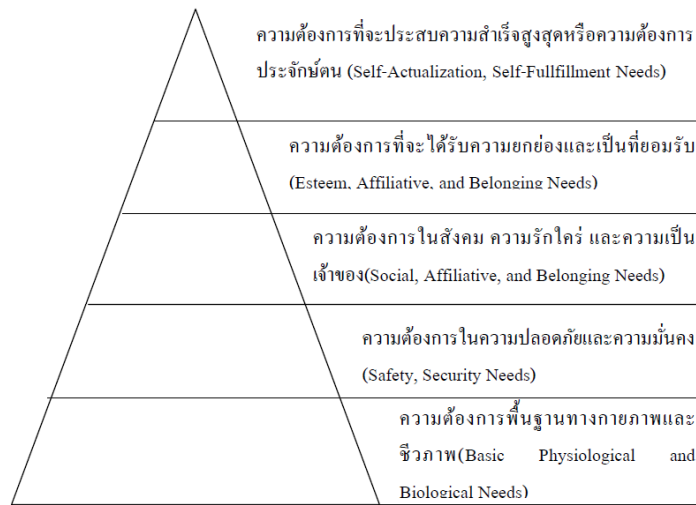 ความต้องการที่จะประสบความสำเร็จสูงสุดหรือความต้องการ
ประจักษ์ตน (Self-Actualization, Self-Fullfillment Needs)
ความต้องการที่จะได้รับความยกย่องและเป็นที่ยอมรับ
(Esteem, Affiliative, and Belonging Needs)
ความต้องการในสังคม ความรักใคร่ และความเป็น
เจ้าของ(Social, Affiliative, and Belonging Needs)
ความต้องการในความปลอดภัยและความมั่นคง
(Safety, Security Needs)
ความต้องการพื้นฐานทางกายภาพและ
ชีวภาพ(Basic Physiological and
Biological Needs)